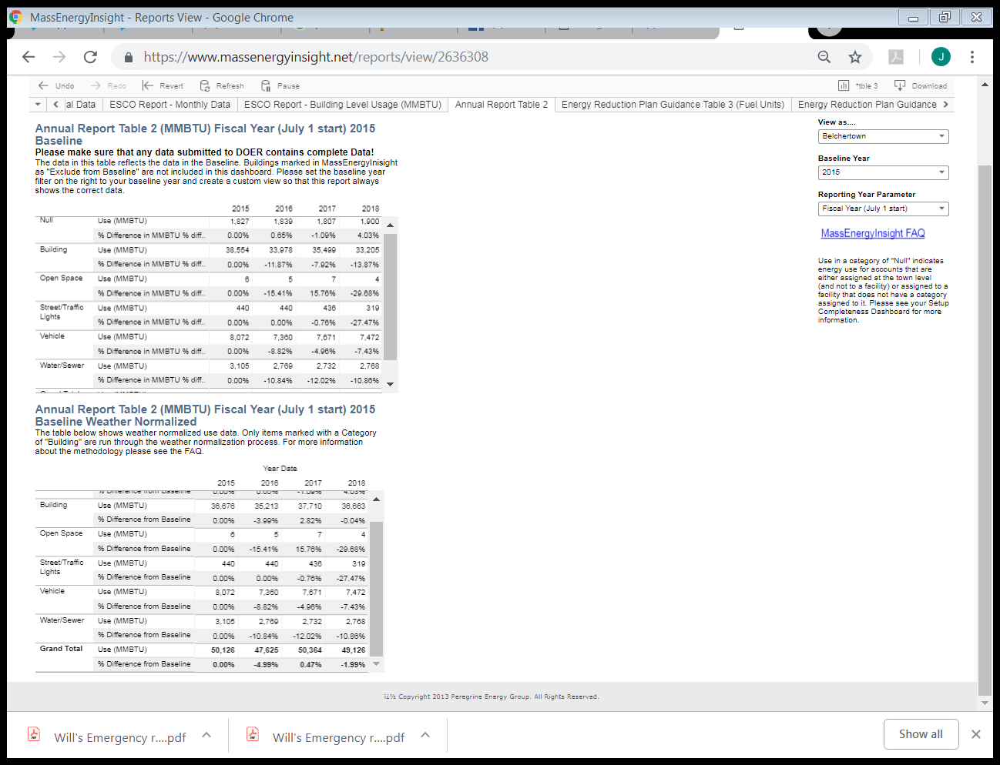 MassEnergyInsight - Reports View - Google Chrome
https://www.massenergyinsight.net/reports/view/2636308
J
Undo Redo Revert Refresh Pause *tble 3 Download
al Data ESCO Report - Monthly Data ESCO Report - Building Level Usage (MMBTU) Annual Report Table 2 Energy Reduction Plan Guidance Table 3 (Fuel Units) Energy Reduction Plan Guidance
Annual Report Table 2 (MMBTU) Fiscal Year (July 1 start) 2015
Baseline
Please make sure that any data submitted to DOER contains complete Data!
The data in this table reflects the data in the Baseline. Buildings marked in MassEnergyInisight
as "Exclude from Baseline" are not included in this dashboard. Please set the baseline year
filter on the right to your baseline year and create a custom view so that this report always
shows the correct data.
2015 2016 2017 2018
Null Use (MMBTU) 1,827 1,839 1,807 1,900
% Difference in MMBTU % diff.. 0.00% 0.65% -1.09% 4.03%
Building Use (MMBTU) 38,554 33,978 35,499 33,205
% Difference in MMBTU % diff.. 0.00% -11.87% -7.92% -13.87%
Open Space Use (MMBTU) 6 5 7 4
% Difference in MMBTU % diff.. 0.00% -15.41% 15.76% -29.68%
Street/Traffic Use (MMBTU) 440 440 436 319
Lights
% Difference in MMBTU % diff.. 0.00% 0.00% -0.76% -27.47%
Vehicle Use (MMBTU) 8,072 7,360 7,671 7,472
% Difference in MMBTU % diff.. 0.00% -8.82% -4.96% -7.43%
Water/Sewer Use (MMBTU) 3,105 2,769 2,732 2,768
% Difference in MMBTU % diff.. 0.00% -10.84% -12.02% -10.86%
View as....
Belchertown
Baseline Year
2015
Reporting Year Parameter
Fiscal Year (July 1 start)
MassEnergyInsight FAQ
Use in a category of "Null" indicates
energy use for accounts that are
either assigned at the town level
(and not to a facility) or assigned to a
facility that does not have a category
assigned to it. Please see your Setup
Completeness Dashboard for more
information.
Annual Report Table 2 (MMBTU) Fiscal Year (July 1 start) 2015
Baseline Weather Normalized
The table below shows weather normalized use data. Only items marked with a Category
of "Building" are run through the weather normalization process. For more information
about the methodology please see the FAQ.
Year Date
2015 2016 2017 2018
% Difference from Baseline 0.00% 0.65% -1.09% 4.03%
Building Use (MMBTU) 36,676 35,213 37,710 36,663
% Difference from Baseline 0.00% -3.99% 2.82% -0.04%
Open Space Use (MMBTU) 6 5 7 4
% Difference from Baseline 0.00% -15.41% 15.76% -29.68%
Street/Traffic Use (MMBTU) 440 440 436 319
Lights
% Difference from Baseline 0.00% 0.00% -0.76% -27.47%
Vehicle Use (MMBTU) 8,072 7,360 7,671 7,472
% Difference from Baseline 0.00% -8.82% -4.96% -7.43%
Water/Sewer Use (MMBTU) 3,105 2,769 2,732 2,768
% Difference from Baseline 0.00% -10.84% -12.02% -10.86%
Grand Total Use (MMBTU) 50,126 47,625 50,364 49,126
% Difference from Baseline 0.00% -4.99% 0.47% -1.99%
ï¿½ Copyright 2013 Peregrine Energy Group. All Rights Reserved.
Will's Emergency r....pdf Will's Emergency r....pdf Show all